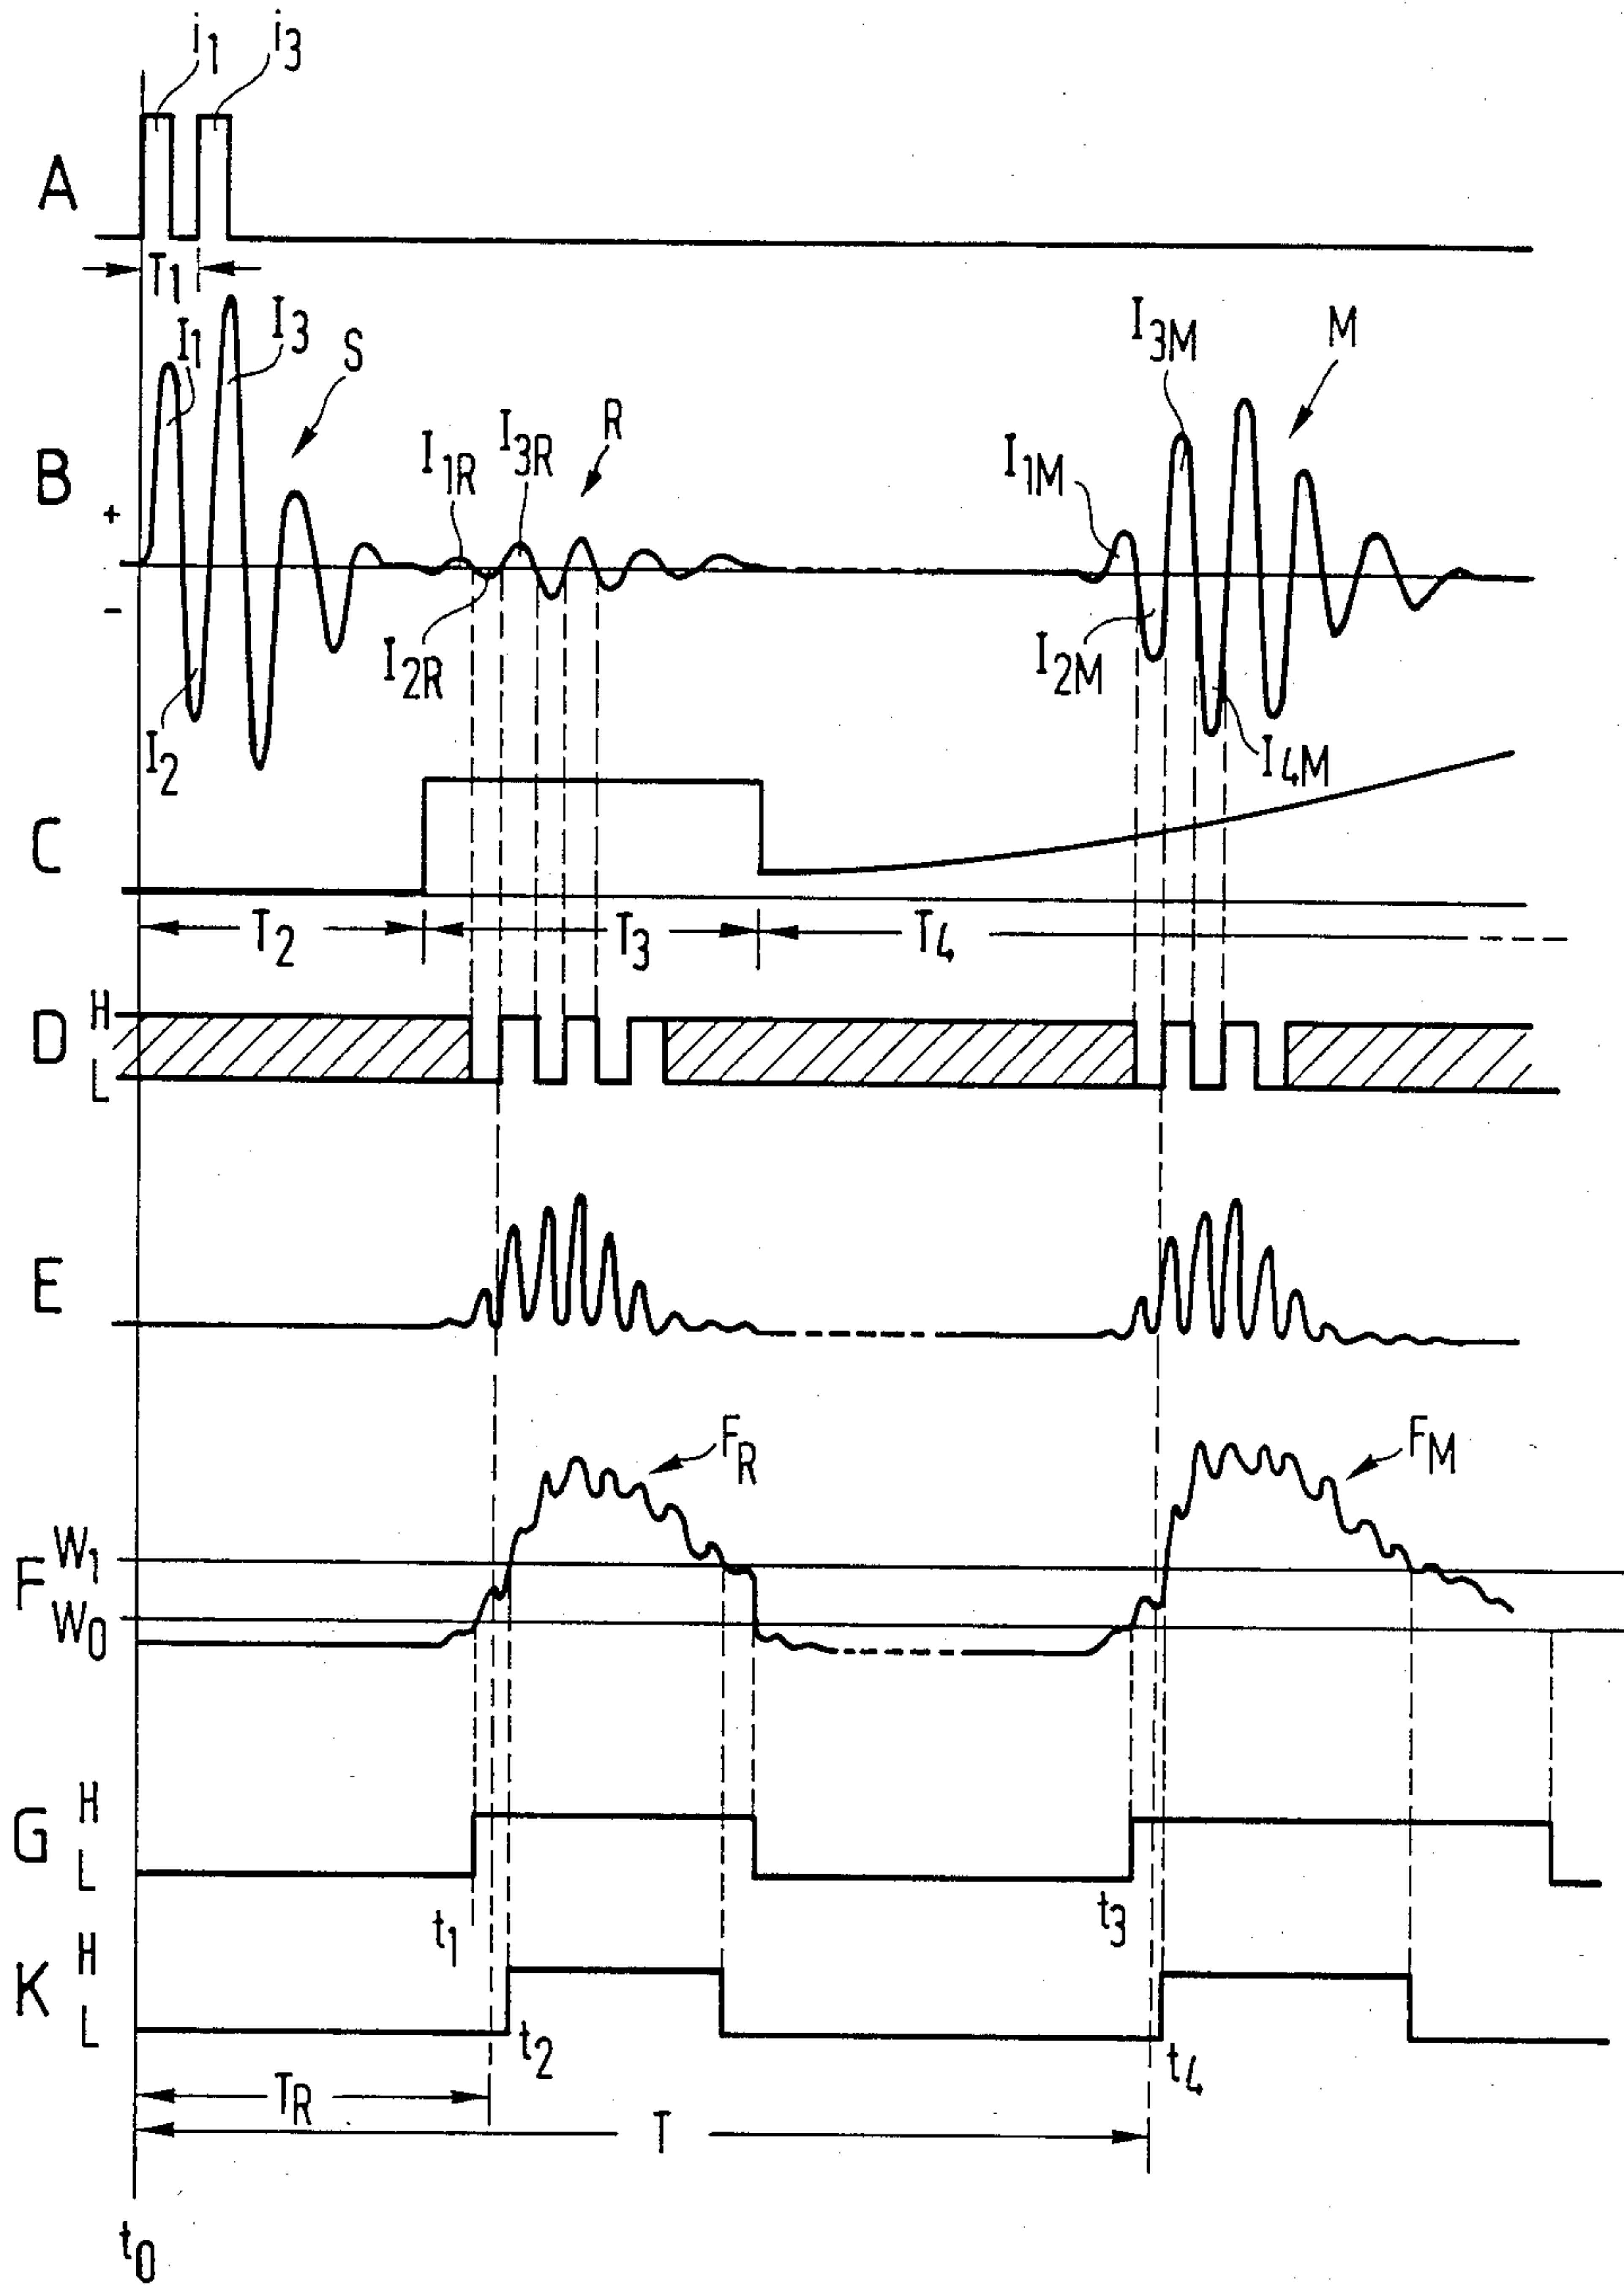 i1 i3
A
T1
I1 I3 S
I3M M
I1R I3R R
I1M
B
+
-
I2R
I2M
I2
I4M
C
T2 T3 T4
H
D
L
E
FR FM
W1
F
W0
H
G
L
t1 t3
H
K
L
t2 t4
TR
T
t0